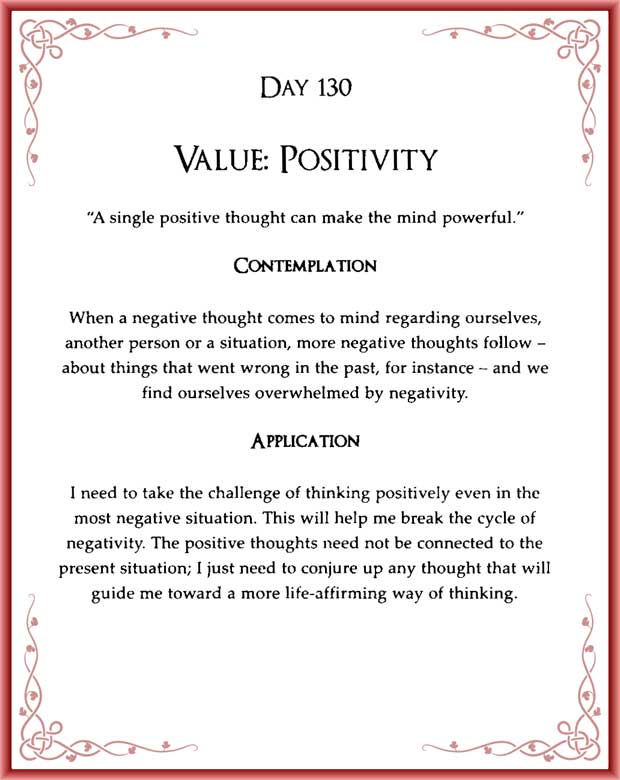 Day 130
Value: Positivity
“A single positive thought can make the mind powerful.”
Contemplation
When a negative thought comes to mind regarding ourselves,
another person or a situation, more negative thoughts follow –
about things that went wrong in the past, for instance – and we
find ourselves overwhelmed by negativity.
Application
I need to take the challenge of thinking positively even in the
most negative situation. This will help me break the cycle of
negativity. The positive thoughts need not be connected to the
present situation; I just need to conjure up any thought that will
guide me toward a more life-affirming way of thinking.